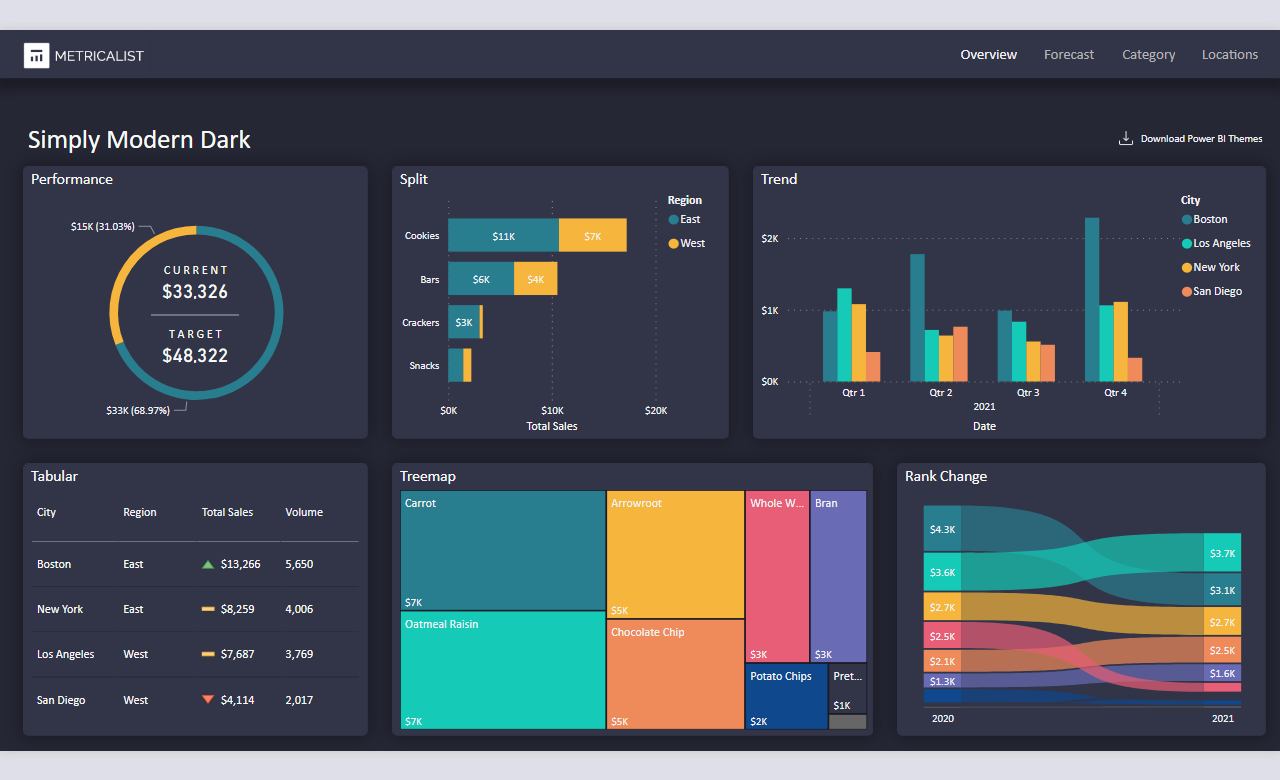 METRICALIST
Overview Forecast Category Locations
Simply Modern Dark
Download Power BI Themes
Performance
$15K (31.03%)
CURRENT
$33,326
TARGET
$48,322
$33K (68.97%)
Split
Region
East
West
Cookies $11K $7K
Bars $6K $4K
Crackers $3K
Snacks
$0K $10K $20K
Total Sales
Trend
City
Boston
Los Angeles
New York
San Diego
$2K
$1K
$0K
Qtr 1 Qtr 2 Qtr 3 Qtr 4
2021
Date
Tabular
City Region Total Sales Volume
Boston East $13,266 5,650
New York East $8,259 4,006
Los Angeles West $7,687 3,769
San Diego West $4,114 2,017
Treemap
Carrot
$7K
Oatmeal Raisin
$7K
Arrowroot
$5K
Chocolate Chip
$5K
Whole W...
$3K
Bran
$3K
Potato Chips
$2K
Pret...
$1K
Rank Change
$4.3K
$3.6K
$2.7K
$2.5K
$2.1K
$1.3K
2020
$3.7K
$3.1K
$2.7K
$2.5K
$1.6K
2021